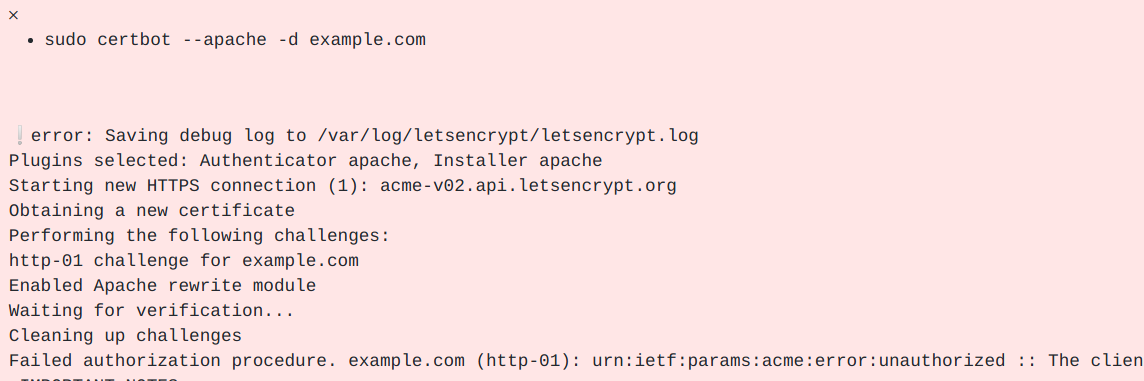 ×
• sudo certbot --apache -d example.com
❕error: Saving debug log to /var/log/letsencrypt/letsencrypt.log
Plugins selected: Authenticator apache, Installer apache
Starting new HTTPS connection (1): acme-v02.api.letsencrypt.org
Obtaining a new certificate
Performing the following challenges:
http-01 challenge for example.com
Enabled Apache rewrite module
Waiting for verification...
Cleaning up challenges
Failed authorization procedure. example.com (http-01): urn:ietf:params:acme:error:unauthorized :: The clien
IMPORTANT NOTES